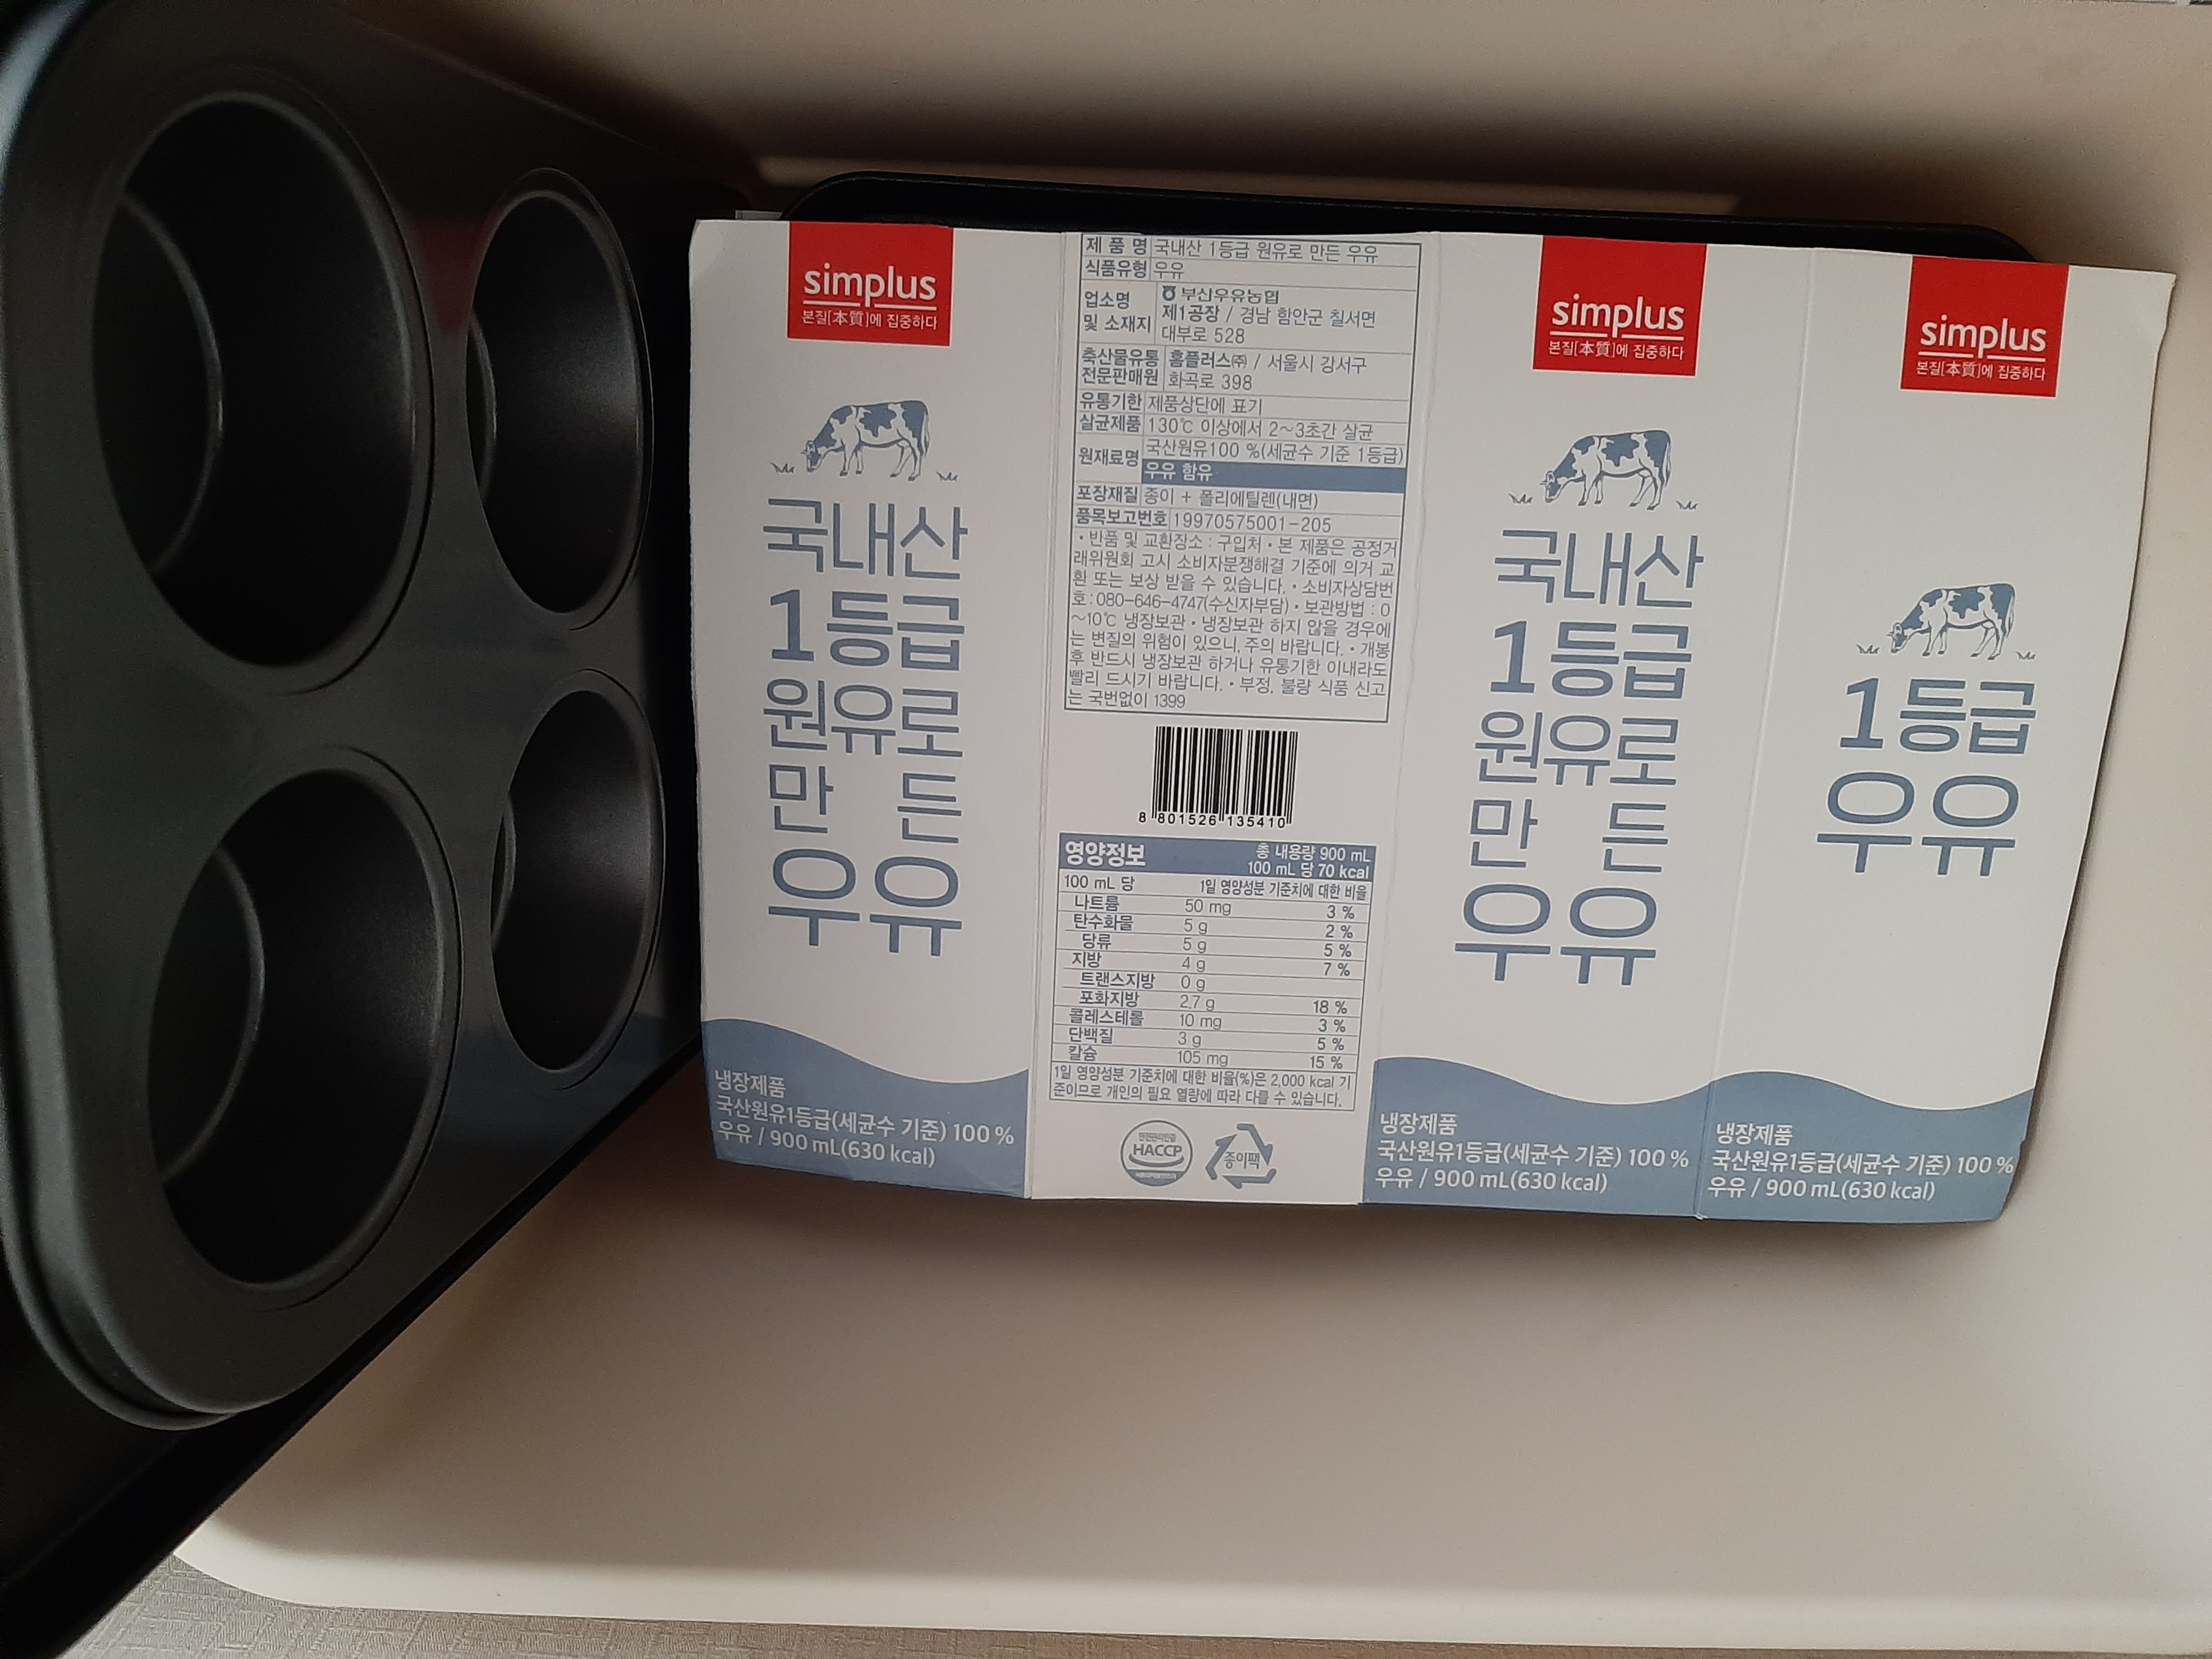 simplus
본질[本質]에 집중하다
국내산
1등급
원유로
만 든
우유
냉장제품
국산원유1등급(세균수 기준) 100 %
우유 / 900 mL(630 kcal)
제 품 명 국내산 1등급 원유로 만든 우유
식품유형 우유
업소명 및 소재지 부산우유농협
제1공장 / 경남 함안군 칠서면
대부로 528
축산물유통 홈플러스㈜ / 서울시 강서구
전문판매원 화곡로 398
유통기한 제품상단에 표기
살균제품 130℃ 이상에서 2~3초간 살균
원재료명 국산원유100 %(세균수 기준 1등급)
우유 함유
포장재질 종이 + 폴리에틸렌(내면)
품목보고번호 19970575001-205
• 반품 및 교환장소 : 구입처 • 본 제품은 공정거
래위원회 고시 소비자분쟁해결 기준에 의거 교
환 또는 보상 받을 수 있습니다. • 소비자상담번
호 : 080-646-4747(수신자부담) • 보관방법 : 0
~10℃ 냉장보관 • 냉장보관 하지 않을 경우에
는 변질의 위험이 있으니, 주의 바랍니다. • 개봉
후 반드시 냉장보관 하거나 유통기한 이내라도
빨리 드시기 바랍니다. • 부정, 불량 식품 신고
는 국번없이 1399
8 801526 135410
영양정보 총 내용량 900 mL
100 mL 당 70 kcal
100 mL 당 1일 영양성분 기준치에 대한 비율
나트륨 50 mg 3 %
탄수화물 5 g 2 %
당류 5 g 5 %
지방 4 g 7 %
트랜스지방 0 g
포화지방 2.7 g 18 %
콜레스테롤 10 mg 3 %
단백질 3 g 5 %
칼슘 105 mg 15 %
1일 영양성분 기준치에 대한 비율(%)은 2,000 kcal 기
준이므로 개인의 필요 열량에 따라 다를 수 있습니다.
HACCP
종이팩
simplus
본질[本質]에 집중하다
국내산
1등급
원유로
만 든
우유
냉장제품
국산원유1등급(세균수 기준) 100 %
우유 / 900 mL(630 kcal)
simplus
본질[本質]에 집중하다
1등급
우유
냉장제품
국산원유1등급(세균수 기준) 100 %
우유 / 900 mL(630 kcal)